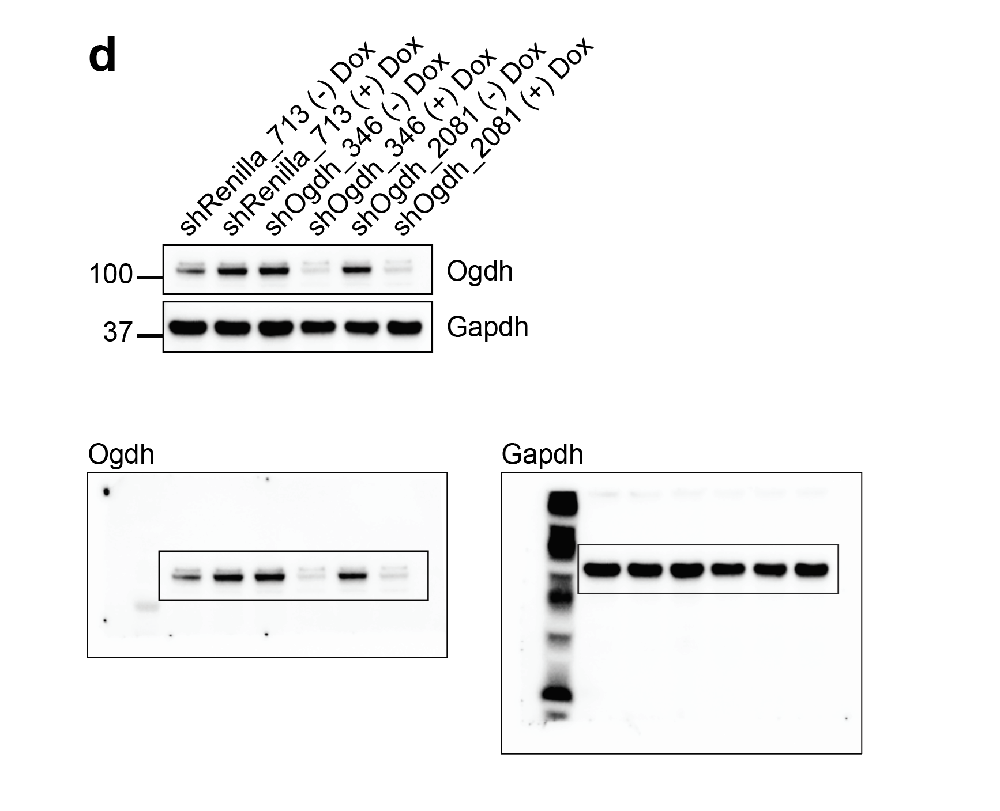 d
shRenilla_713 (-) Dox
shRenilla_713 (+) Dox
shOgdh_346 (-) Dox
shOgdh_346 (+) Dox
shOgdh_2081 (-) Dox
shOgdh_2081 (+) Dox
100
Ogdh
37
Gapdh
Ogdh
Gapdh